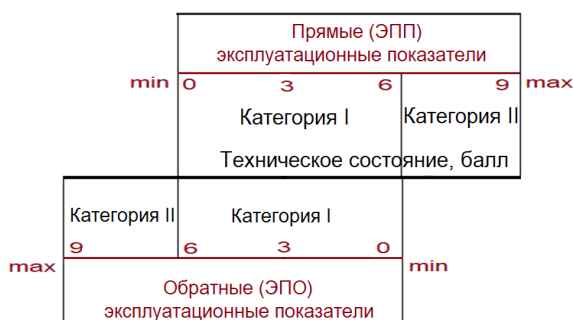 Прямые (ЭПП)
эксплуатационные показатели
min 0 3 6 9 max
Категория I Категория II
Техническое состояние, балл
Категория II Категория I
max 9 6 3 0 min
Обратные (ЭПО)
эксплуатационные показатели